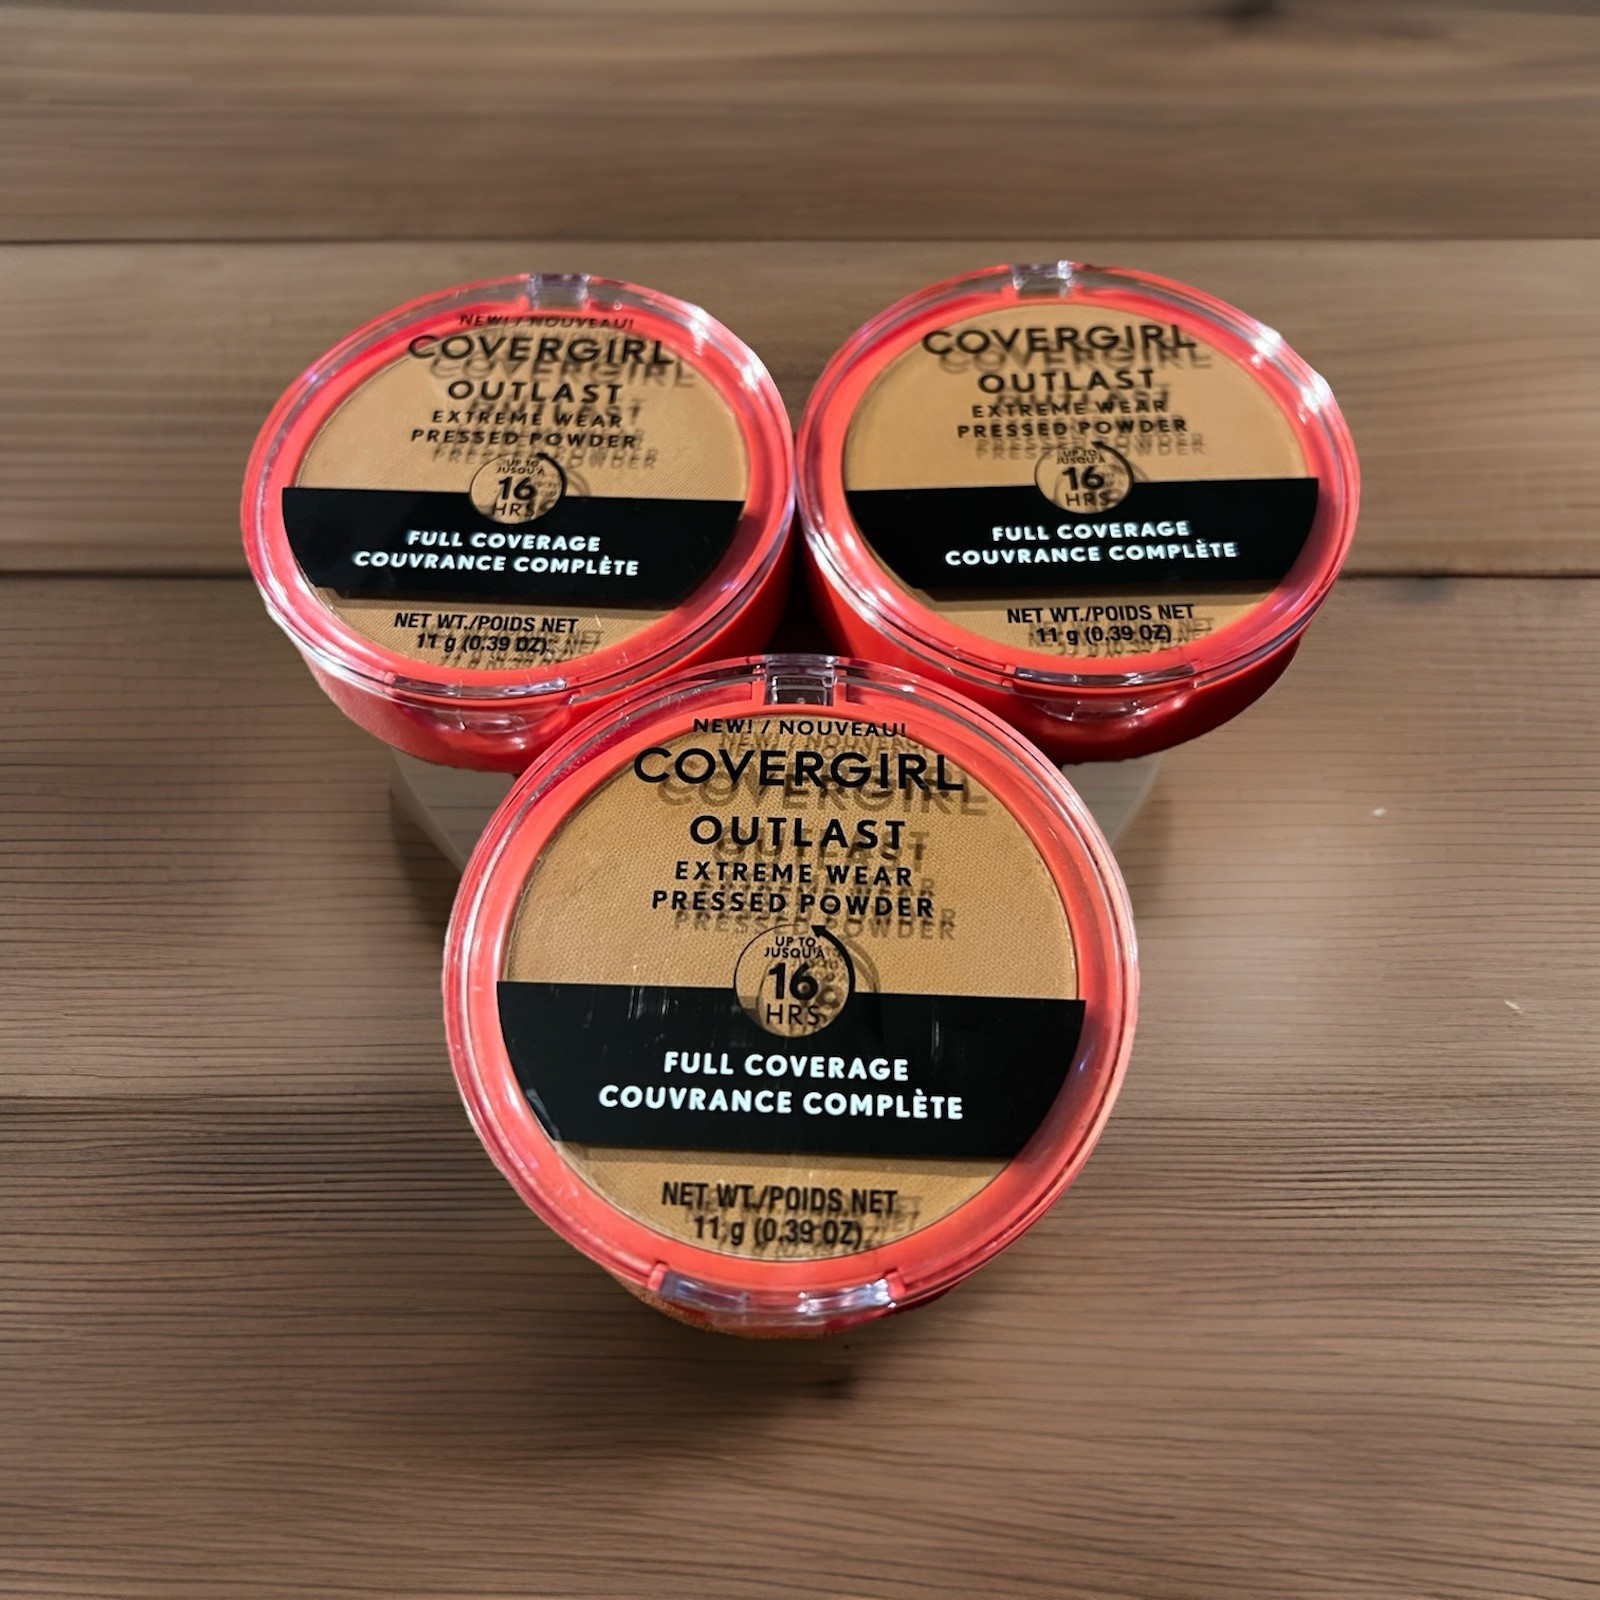 NEW! / NOUVEAU!
COVERGIRL
OUTLAST
EXTREME WEAR
PRESSED POWDER
UP TO
JUSQU'À
16
HRS
FULL COVERAGE
COUVRANCE COMPLÈTE
NET WT./POIDS NET
11 g (0.39 OZ)
COVERGIRL
OUTLAST
EXTREME WEAR
PRESSED POWDER
UP TO
JUSQU'À
16
HRS
FULL COVERAGE
COUVRANCE COMPLÈTE
NET WT./POIDS NET
11 g (0.39 OZ)
NEW! / NOUVEAU!
COVERGIRL
OUTLAST
EXTREME WEAR
PRESSED POWDER
UP TO
JUSQU'À
16
HRS
FULL COVERAGE
COUVRANCE COMPLÈTE
NET WT./POIDS NET
11 g (0.39 OZ)